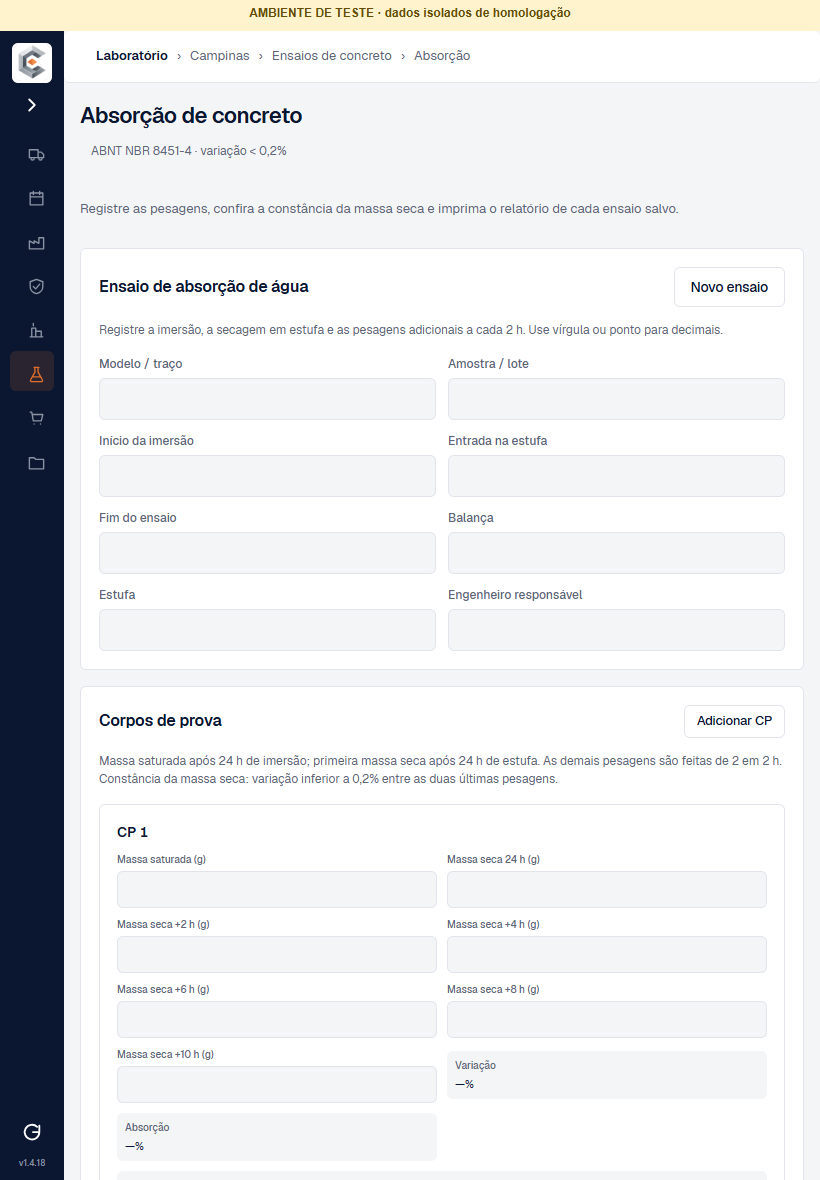 AMBIENTE DE TESTE · dados isolados de homologação
Laboratório › Campinas › Ensaios de concreto › Absorção
Absorção de concreto
ABNT NBR 8451-4 · variação < 0,2%
Registre as pesagens, confira a constância da massa seca e imprima o relatório de cada ensaio salvo.
Ensaio de absorção de água
Novo ensaio
Registre a imersão, a secagem em estufa e as pesagens adicionais a cada 2 h. Use vírgula ou ponto para decimais.
Modelo / traço
Amostra / lote
Início da imersão
Entrada na estufa
Fim do ensaio
Balança
Estufa
Engenheiro responsável
Corpos de prova
Adicionar CP
Massa saturada após 24 h de imersão; primeira massa seca após 24 h de estufa. As demais pesagens são feitas de 2 em 2 h.
Constância da massa seca: variação inferior a 0,2% entre as duas últimas pesagens.
CP 1
Massa saturada (g)
Massa seca 24 h (g)
Massa seca +2 h (g)
Massa seca +4 h (g)
Massa seca +6 h (g)
Massa seca +8 h (g)
Massa seca +10 h (g)
Variação
—%
Absorção
—%
v1.4.18